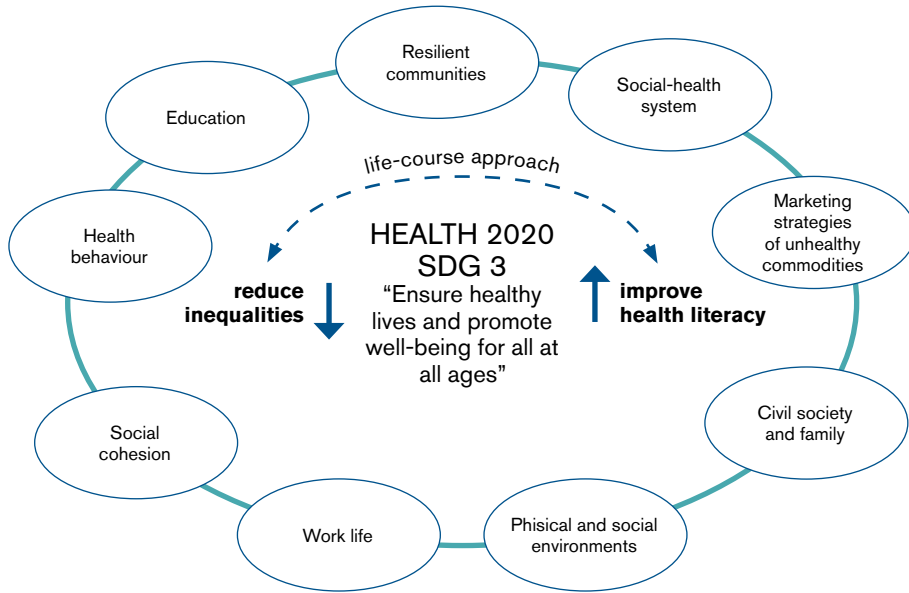 Resilient
communities
Social-health
system
Education
life-course approach
Marketing
strategies
of unhealthy
commodities
Health
behaviour
HEALTH 2020
SDG 3
“Ensure healthy
lives and promote
well-being for all at
all ages”
reduce
inequalities
improve
health literacy
Civil society
and family
Social
cohesion
Work life
Phisical and social
environments